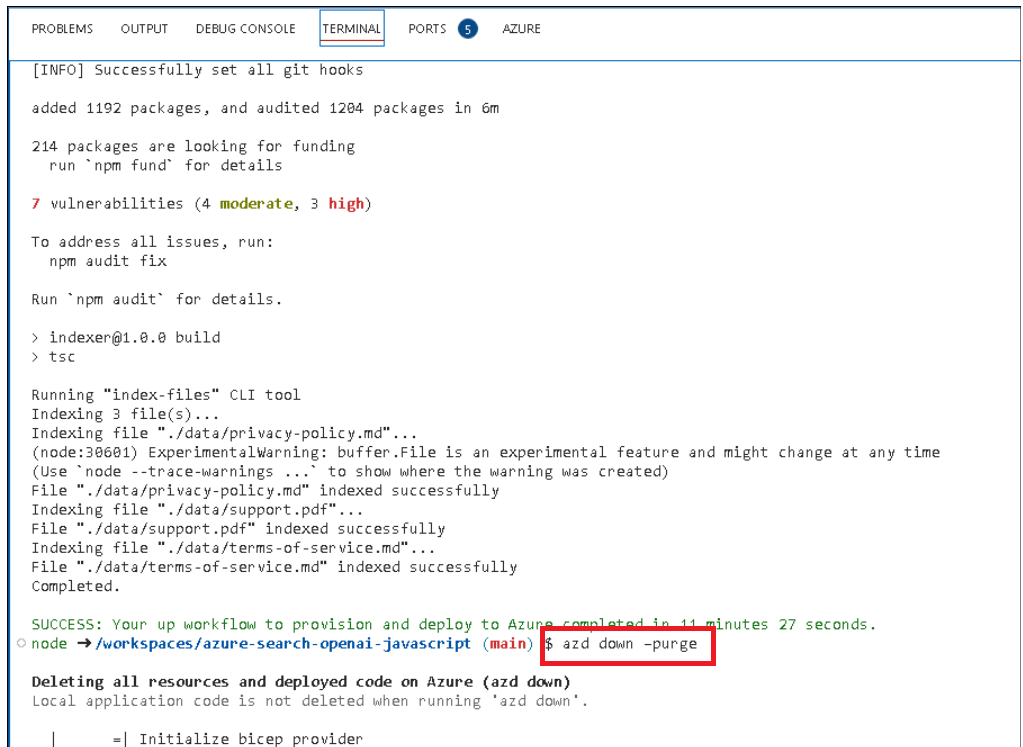 PROBLEMS OUTPUT DEBUG CONSOLE TERMINAL PORTS 5 AZURE
[INFO] Successfully set all git hooks
added 1192 packages, and audited 1204 packages in 6m
214 packages are looking for funding
run `npm fund` for details
7 vulnerabilities (4 moderate, 3 high)
To address all issues, run:
npm audit fix
Run `npm audit` for details.
> indexer@1.0.0 build
> tsc
Running "index-files" CLI tool
Indexing 3 file(s)...
Indexing file "./data/privacy-policy.md"...
(node:30601) ExperimentalWarning: buffer.File is an experimental feature and might change at any time
(Use `node --trace-warnings ...` to show where the warning was created)
File "./data/privacy-policy.md" indexed successfully
Indexing file "./data/support.pdf"...
File "./data/support.pdf" indexed successfully
Indexing file "./data/terms-of-service.md"...
File "./data/terms-of-service.md" indexed successfully
Completed.
SUCCESS: Your up workflow to provision and deploy to Azure completed in 11 minutes 27 seconds.
node ➜ /workspaces/azure-search-openai-javascript (main) $ azd down –purge
Deleting all resources and deployed code on Azure (azd down)
Local application code is not deleted when running 'azd down'.
|      =| Initialize bicep provider